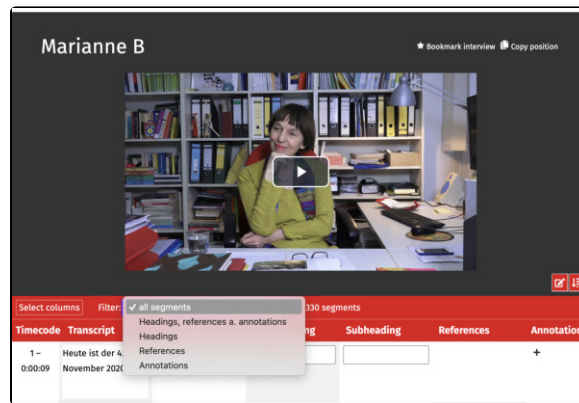 Marianne B
★ Bookmark interview Copy position
Select columns Filter: ✓ all segments 330 segments
Headings, references a. annotations
Headings
References
Annotations
Timecode Transcript Subheading References
1 –
0:00:09
Heute ist der 4.
November 2020
+